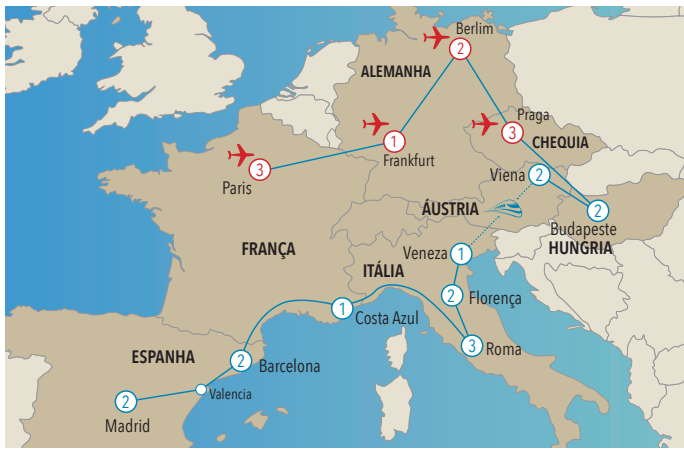 Berlim
2
ALEMANHA
Praga
3
CHEQUIA
1
Frankfurt
3
Paris
Viena
2
2
Budapeste
HUNGRIA
ÁUSTRIA
FRANÇA
Veneza
1
ITÁLIA
2
Florença
1
Costa Azul
3
Roma
ESPANHA
2
Barcelona
Valencia
2
Madrid